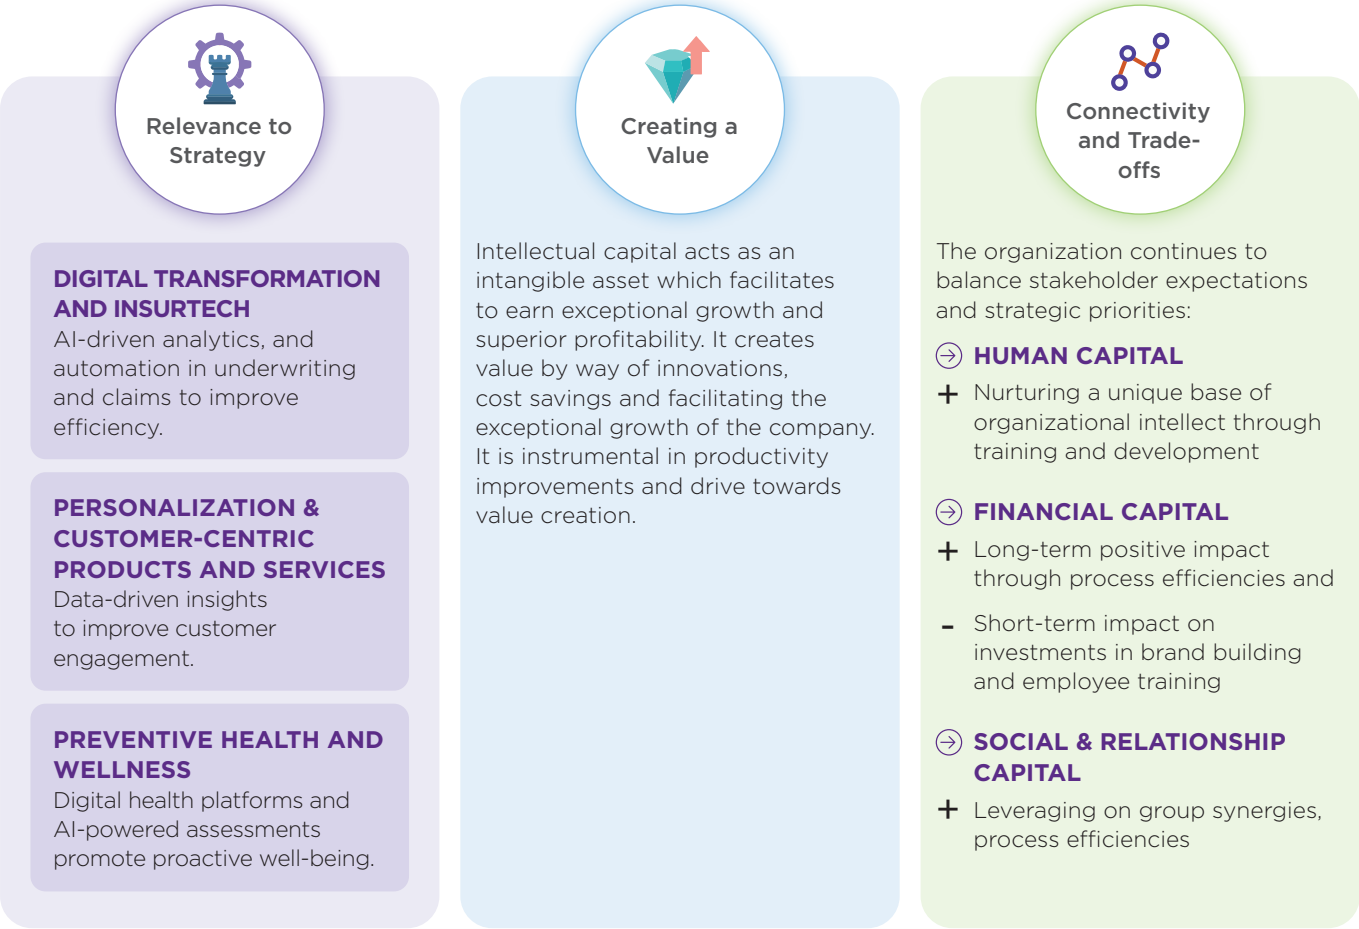 Relevance to
Strategy
DIGITAL TRANSFORMATION
AND INSURTECH
AI-driven analytics, and
automation in underwriting
and claims to improve
efficiency.
PERSONALIZATION &
CUSTOMER-CENTRIC
PRODUCTS AND SERVICES
Data-driven insights
to improve customer
engagement.
PREVENTIVE HEALTH AND
WELLNESS
Digital health platforms and
AI-powered assessments
promote proactive well-being.
Creating a
Value
Intellectual capital acts as an
intangible asset which facilitates
to earn exceptional growth and
superior profitability. It creates
value by way of innovations,
cost savings and facilitating the
exceptional growth of the company.
It is instrumental in productivity
improvements and drive towards
value creation.
Connectivity
and Trade-
offs
The organization continues to
balance stakeholder expectations
and strategic priorities:
HUMAN CAPITAL
+ Nurturing a unique base of
organizational intellect through
training and development
FINANCIAL CAPITAL
+ Long-term positive impact
through process efficiencies and
- Short-term impact on
investments in brand building
and employee training
SOCIAL & RELATIONSHIP
CAPITAL
+ Leveraging on group synergies,
process efficiencies